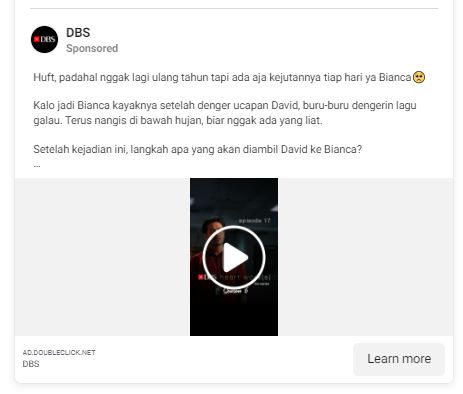 DBS
DBS
Sponsored
Huft, padahal nggak lagi ulang tahun tapi ada aja kejutannya tiap hari ya Bianca🥺
Kalo jadi Bianca kayaknya setelah denger ucapan David, buru-buru dengerin lagu
galau. Terus nangis di bawah hujan, biar nggak ada yang liat.
Setelah kejadian ini, langkah apa yang akan diambil David ke Bianca?
...
episode 17
DBS heart
AD.DOUBLECLICK.NET
DBS
Learn more